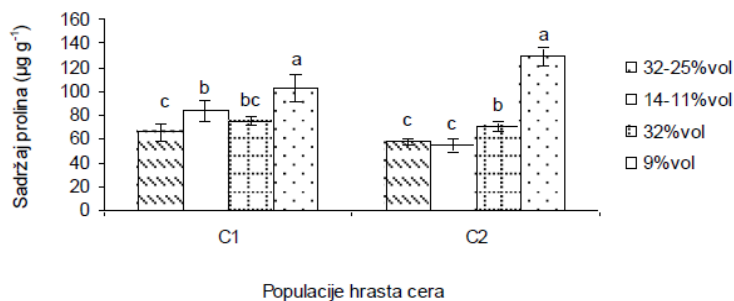 Sadržaj prolina (µg g⁻¹)
160
140
120
100
80
60
40
20
0
c
b
bc
a
c
c
b
a
C1
C2
Populacije hrasta cera
32-25%vol
14-11%vol
32%vol
9%vol